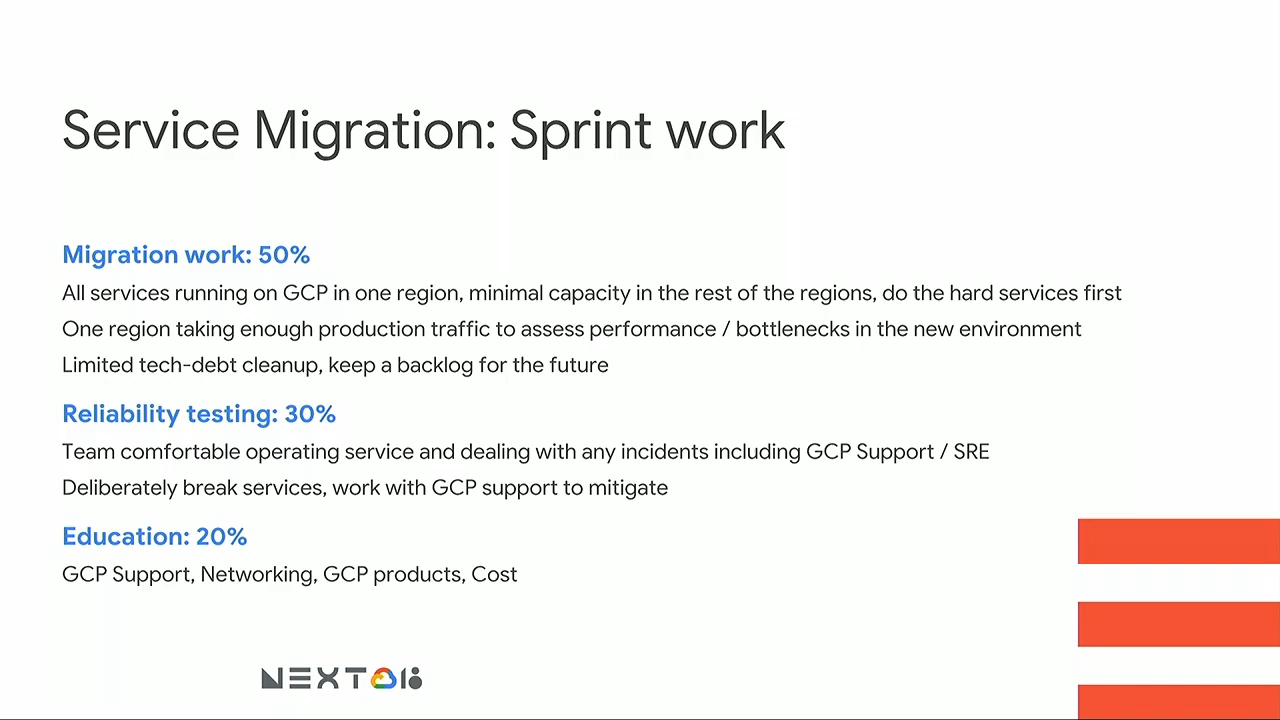 Service Migration: Sprint work
Migration work: 50%
All services running on GCP in one region, minimal capacity in the rest of the regions, do the hard services first
One region taking enough production traffic to assess performance / bottlenecks in the new environment
Limited tech-debt cleanup, keep a backlog for the future
Reliability testing: 30%
Team comfortable operating service and dealing with any incidents including GCP Support / SRE
Deliberately break services, work with GCP support to mitigate
Education: 20%
GCP Support, Networking, GCP products, Cost
NEXT 18